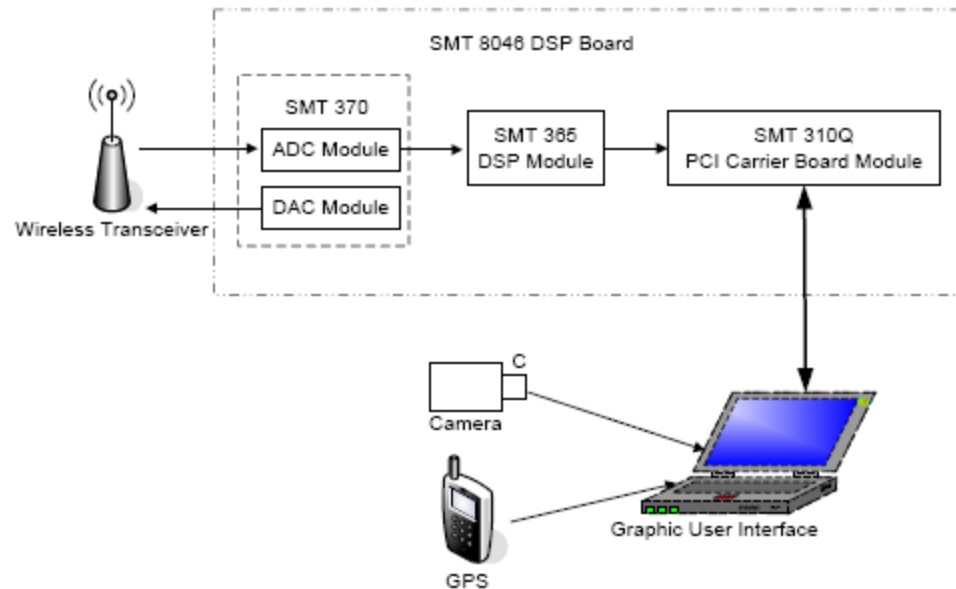 SMT 8046 DSP Board
SMT 370
ADC Module
DAC Module
SMT 365
DSP Module
SMT 310Q
PCI Carrier Board Module
Wireless Transceiver
C
Camera
GPS
Graphic User Interface